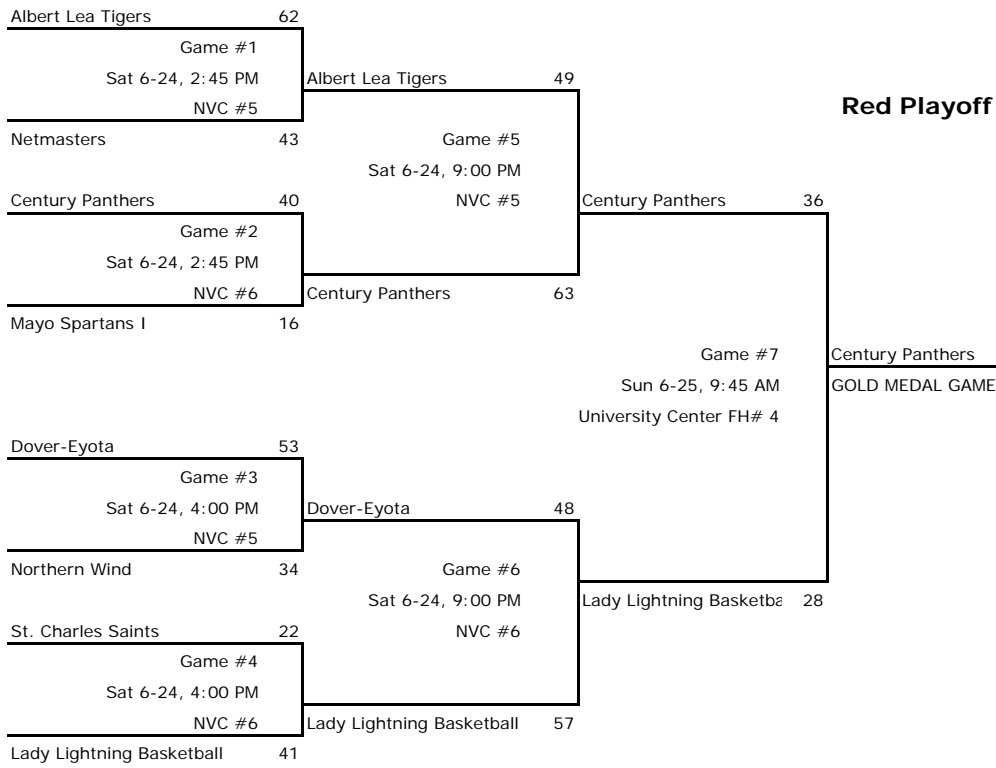 Albert Lea Tigers 62
Game #1
Sat 6-24, 2:45 PM
NVC #5
Netmasters 43
Century Panthers 40
Game #2
Sat 6-24, 2:45 PM
NVC #6
Mayo Spartans I 16
Dover-Eyota 53
Game #3
Sat 6-24, 4:00 PM
NVC #5
Northern Wind 34
St. Charles Saints 22
Game #4
Sat 6-24, 4:00 PM
NVC #6
Lady Lightning Basketball 41
Albert Lea Tigers 49
Game #5
Sat 6-24, 9:00 PM
NVC #5
Century Panthers 63
Dover-Eyota 48
Game #6
Sat 6-24, 9:00 PM
NVC #6
Lady Lightning Basketball 57
Red Playoff
Century Panthers 36
Game #7
Sun 6-25, 9:45 AM
University Center FH# 4
Lady Lightning Basketba 28
Century Panthers
GOLD MEDAL GAME